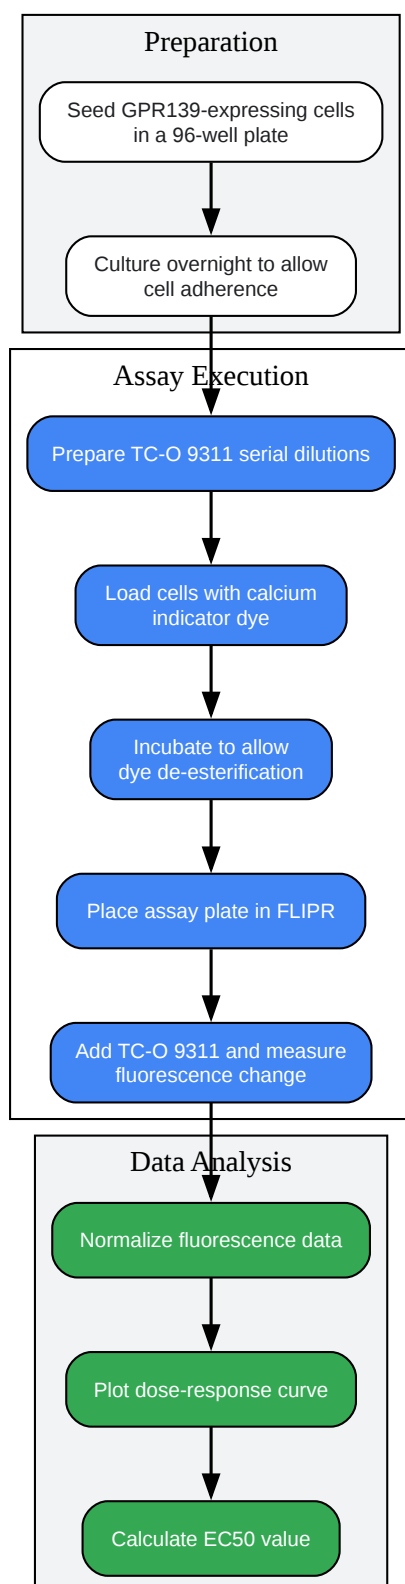 Preparation
Seed GPR139-expressing cells
in a 96-well plate
Culture overnight to allow
cell adherence
Assay Execution
Prepare TC-O 9311 serial dilutions
Load cells with calcium
indicator dye
Incubate to allow
dye de-esterification
Place assay plate in FLIPR
Add TC-O 9311 and measure
fluorescence change
Data Analysis
Normalize fluorescence data
Plot dose-response curve
Calculate EC50 value